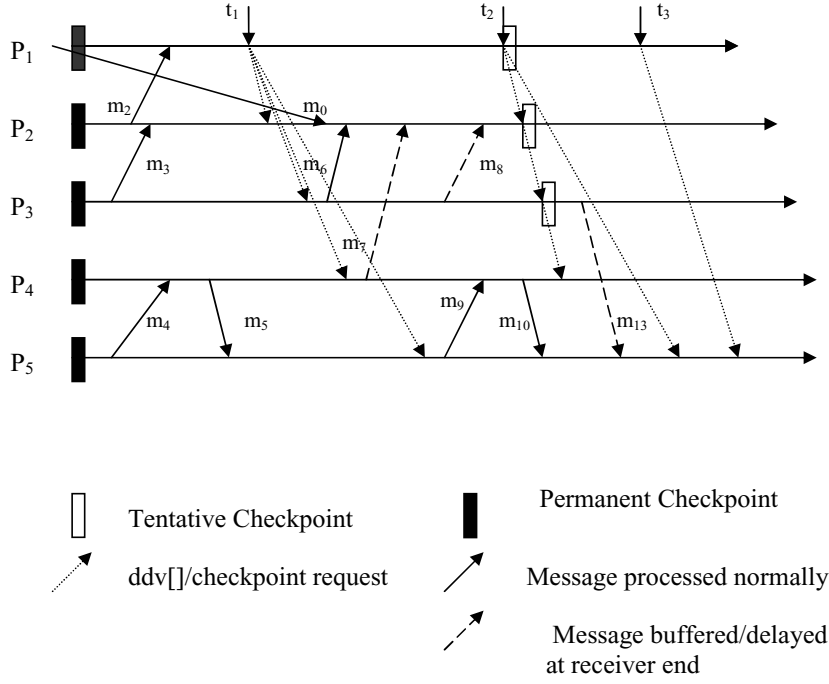 t₁ t₂ t₃
P₁
m₂ m₀
P₂
m₃ m₆ m₈
P₃
m₇
P₄
m₄ m₅ m₉ m₁₀ m₁₃
P₅
Tentative Checkpoint
Permanent Checkpoint
ddv[]/checkpoint request
Message processed normally
Message buffered/delayed
at receiver end